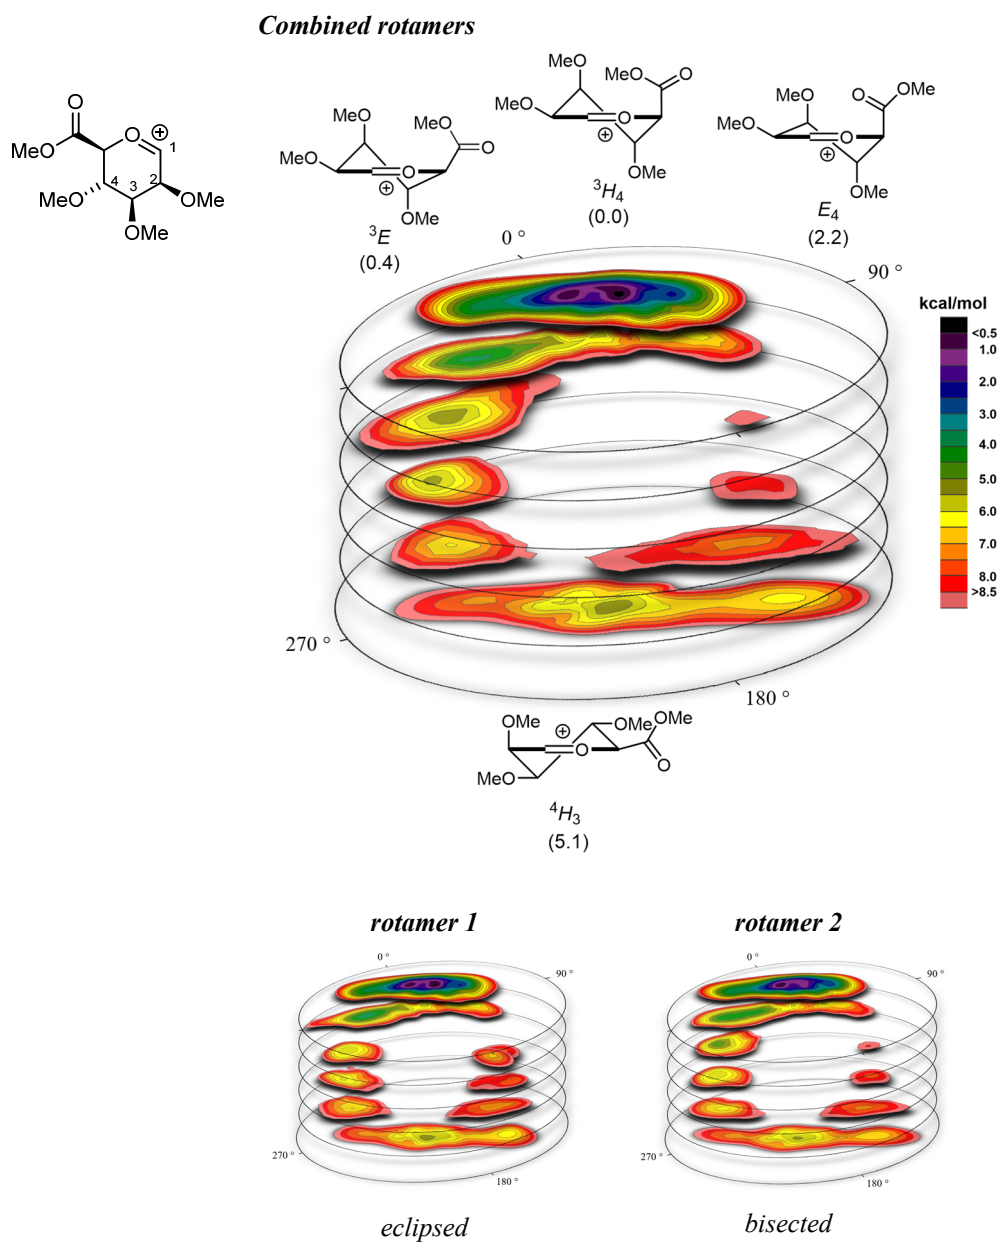 Combined rotamers
O
MeO
O
⊕
1
2
3
4
MeO
OMe
OMe
MeO
MeO
MeO
O
O
⊕
OMe
³E
(0.4)
MeO
MeO
MeO
O
O
⊕
OMe
³H₄
(0.0)
MeO
MeO
O
OMe
O
⊕
OMe
E₄
(2.2)
0 °
90 °
270 °
180 °
kcal/mol
<0.5
1.0
2.0
3.0
4.0
5.0
6.0
7.0
8.0
>8.5
OMe
⊕
OMe
OMe
O
O
MeO
⁴H₃
(5.1)
rotamer 1
rotamer 2
0 °
90 °
270 °
180 °
0 °
90 °
270 °
180 °
eclipsed
bisected